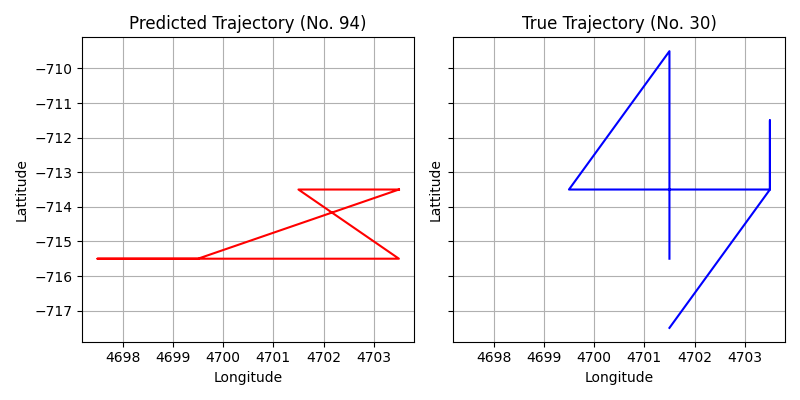 Predicted Trajectory (No. 94)
True Trajectory (No. 30)
Lattitude
−710
−711
−712
−713
−714
−715
−716
−717
4698 4699 4700 4701 4702 4703
Longitude
Lattitude
4698 4699 4700 4701 4702 4703
Longitude